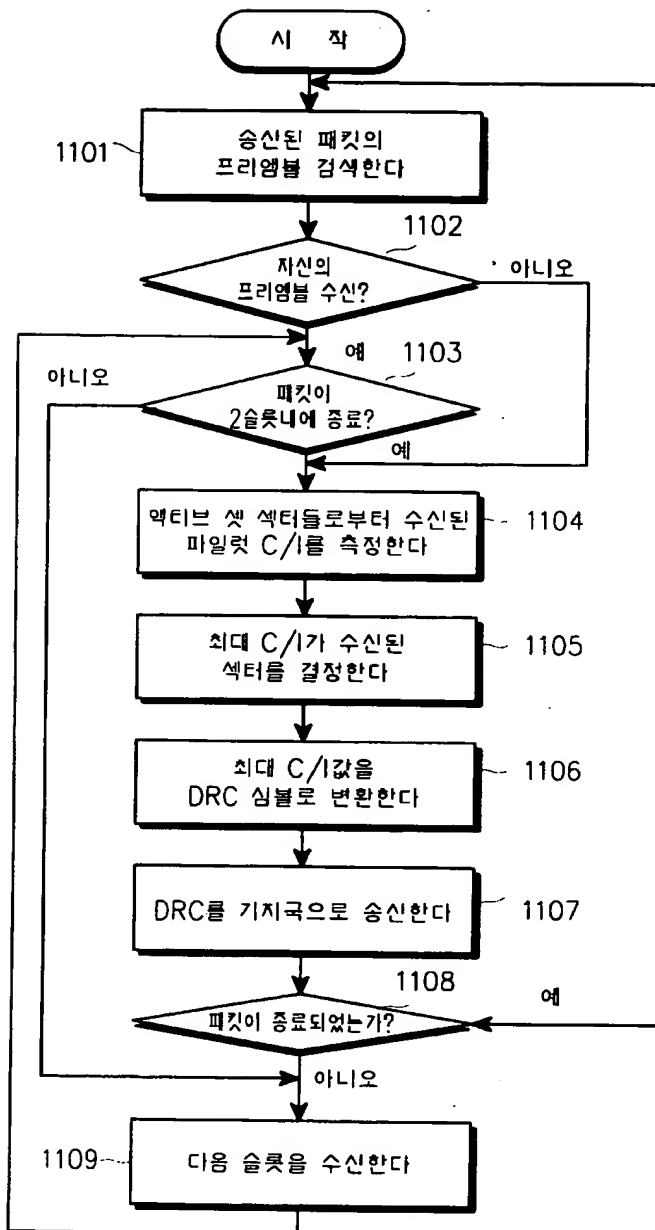 시 작
1101
송신된 패킷의
프리엠블 검색한다
1102
자신의
프리엠블 수신?
아니오
예
1103
아니오
패킷이
2슬롯내에 종료?
예
액티브 셋 섹터들로부터 수신된
파일럿 C/I를 측정한다
1104
최대 C/I가 수신된
섹터를 결정한다
1105
최대 C/I값을
DRC 심볼로 변환한다
1106
DRC를 기지국으로 송신한다
1107
1108
패킷이 종료되었는가?
예
아니오
1109
다음 슬롯을 수신한다